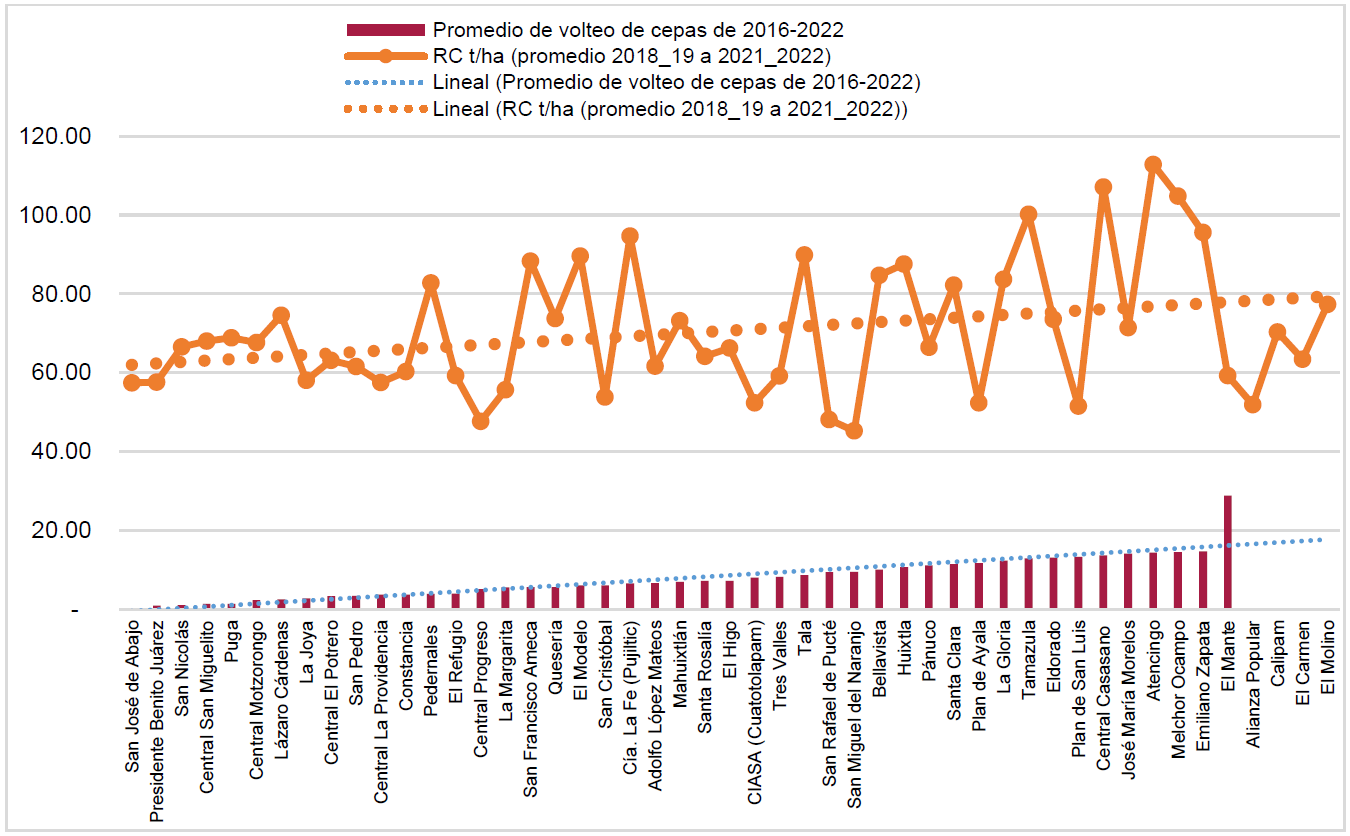 Promedio de volteo de cepas de 2016-2022
RC t/ha (promedio 2018_19 a 2021_2022)
Lineal (Promedio de volteo de cepas de 2016-2022)
Lineal (RC t/ha (promedio 2018_19 a 2021_2022))
120.00
100.00
80.00
60.00
40.00
20.00
-
San José de Abajo
Presidente Benito Juárez
San Nicolás
Central San Miguelito
Puga
Central Motzorongo
Lázaro Cárdenas
La Joya
Central El Potrero
San Pedro
Central La Providencia
Constancia
Pedernales
El Refugio
Central Progreso
La Margarita
San Francisco Ameca
Quesería
El Modelo
San Cristóbal
Cía. La Fe (Pujiltic)
Adolfo López Mateos
Mahuixtlán
Santa Rosalía
El Higo
CIASA (Cuatotolapam)
Tres Valles
Tala
San Rafael de Pucté
San Miguel del Naranjo
Bellavista
Huixtla
Pánuco
Santa Clara
Plan de Ayala
La Gloria
Tamazula
Eldorado
Plan de San Luis
Central Casasano
José María Morelos
Atencingo
Melchor Ocampo
Emiliano Zapata
El Mante
Alianza Popular
Calipam
El Carmen
El Molino